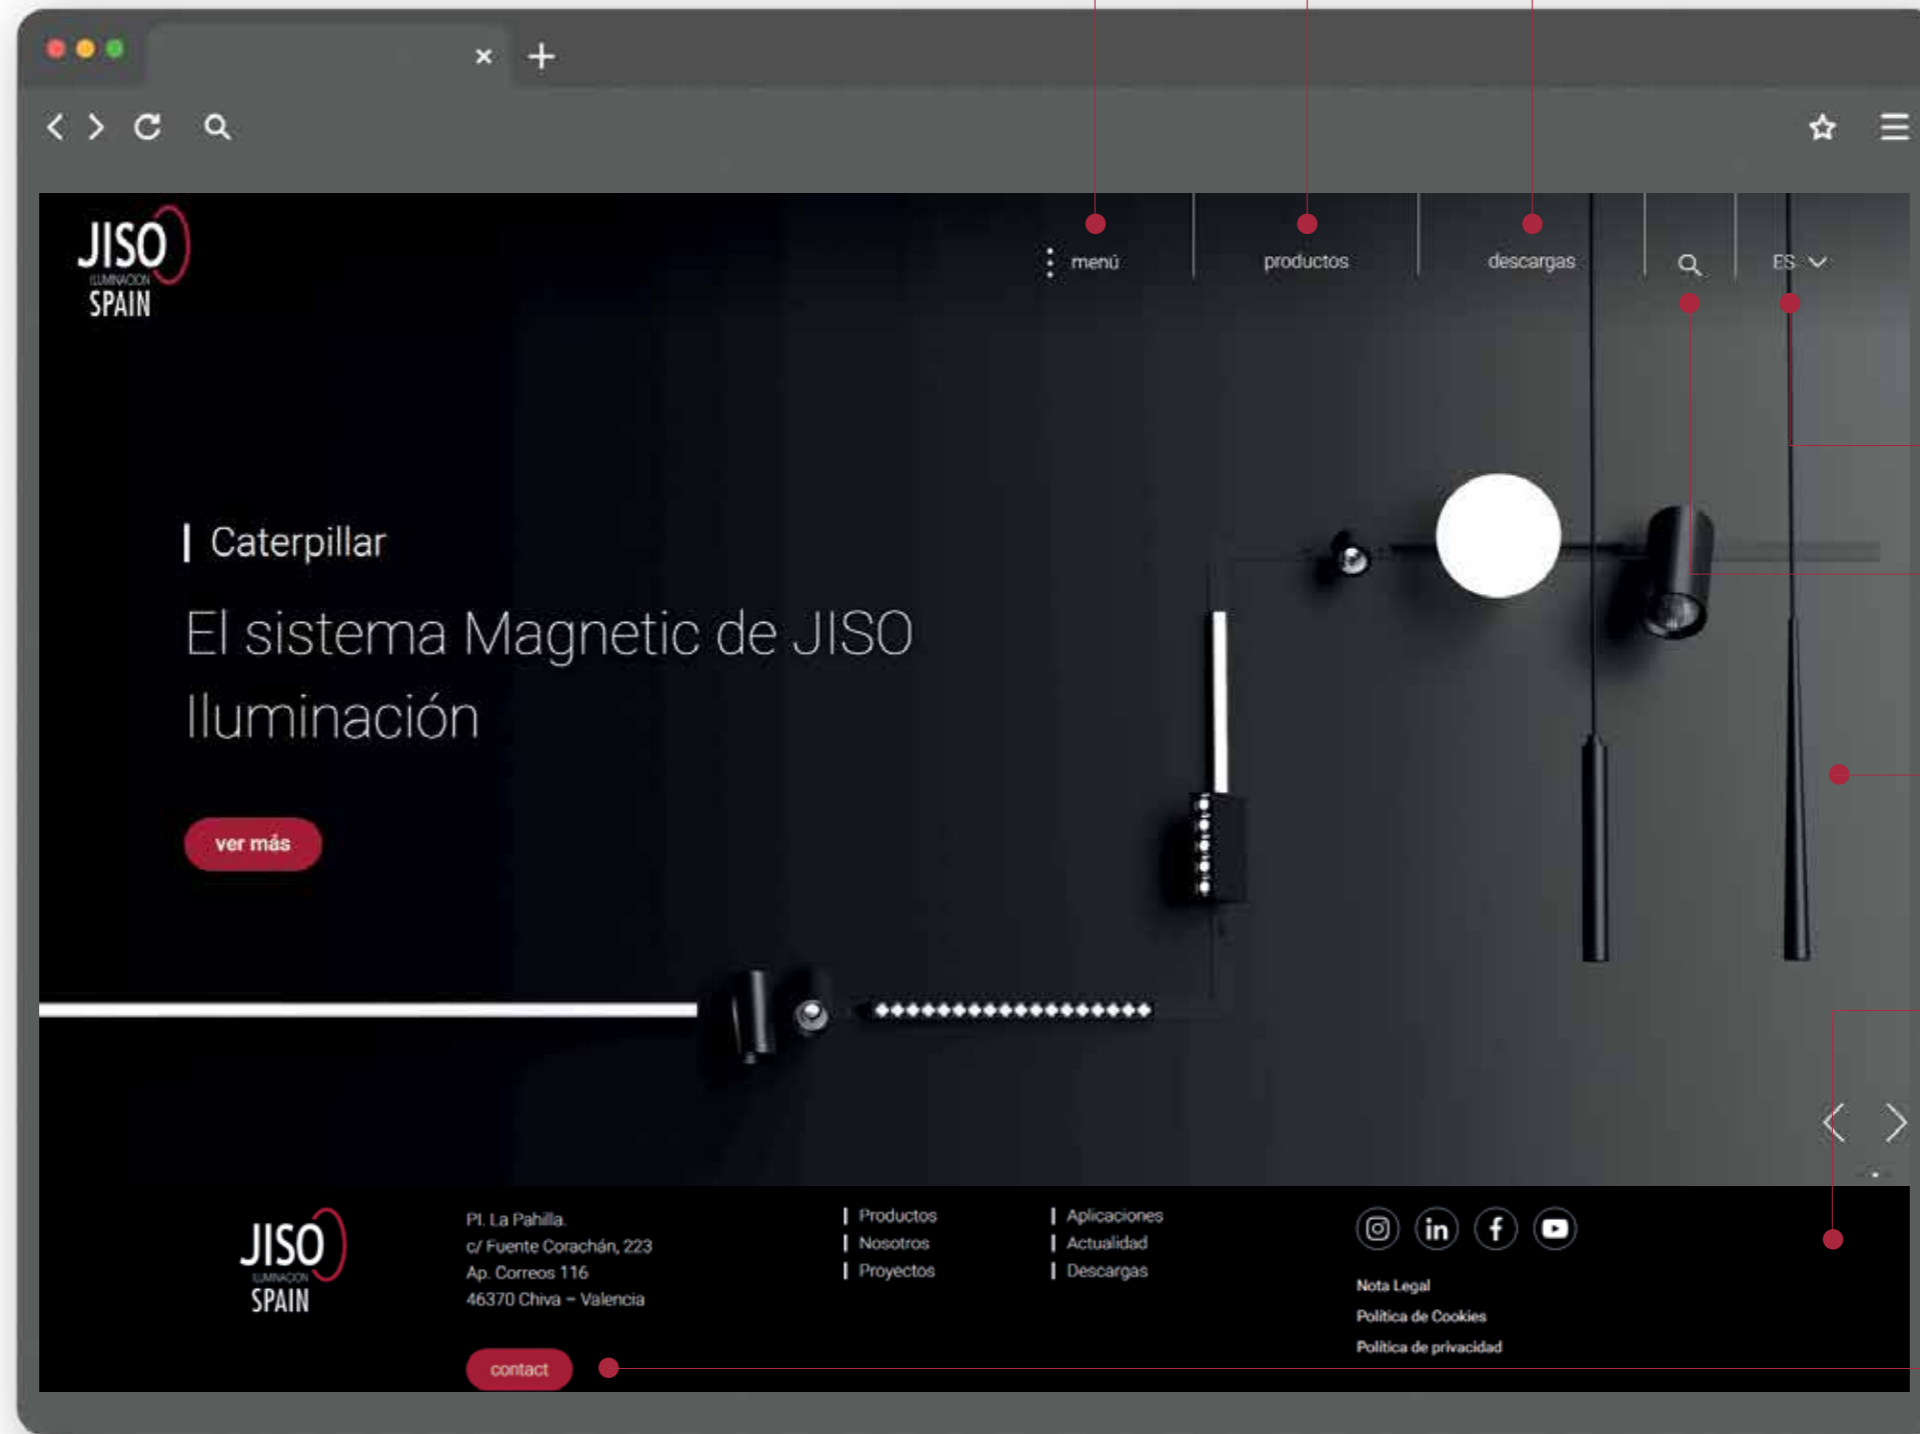 JISO
ILUMINACION
SPAIN
menú
productos
descargas
ES
Caterpillar
El sistema Magnetic de JISO
Iluminación
ver más
JISO
ILUMINACION
SPAIN
Pl. La Pahilla.
c/ Fuente Corachán, 223
Ap. Correos 116
46370 Chiva – Valencia
contact
Productos
Nosotros
Proyectos
Aplicaciones
Actualidad
Descargas
in
f
Nota Legal
Política de Cookies
Política de privacidad